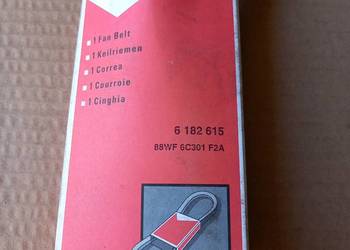 1 Fan Belt
1 Keilriemen
1 Correa
1 Courroie
1 Cinghia
6 182 615
88WF 6C301 F2A